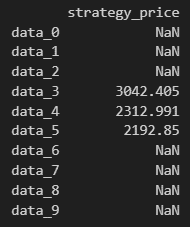 strategy_price
data_0 NaN
data_1 NaN
data_2 NaN
data_3 3042.405
data_4 2312.991
data_5 2192.85
data_6 NaN
data_7 NaN
data_8 NaN
data_9 NaN